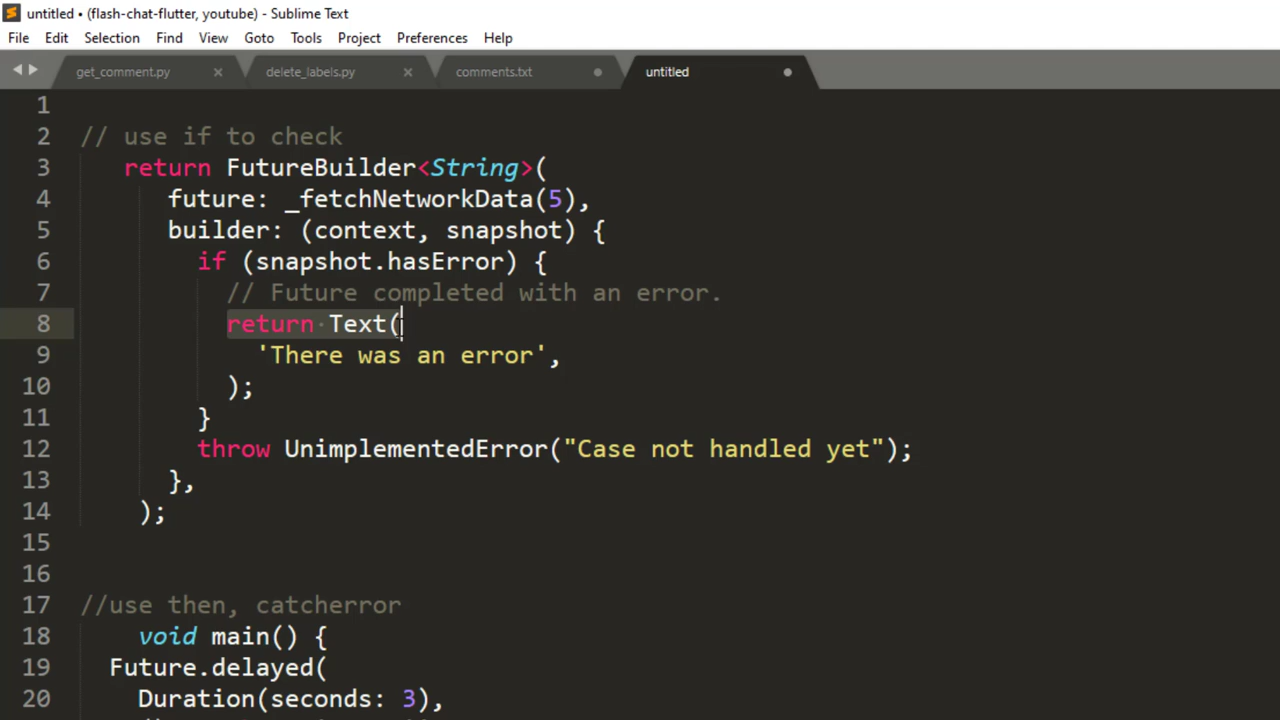 untitled • (flash-chat-flutter, youtube) - Sublime Text
File Edit Selection Find View Goto Tools Project Preferences Help
get_comment.py × delete_labels.py × comments.txt untitled
1
2 // use if to check
3 return FutureBuilder<String>(
4 future: _fetchNetworkData(5),
5 builder: (context, snapshot) {
6 if (snapshot.hasError) {
7 // Future completed with an error.
8 return Text(
9 'There was an error',
10 );
11 }
12 throw UnimplementedError("Case not handled yet");
13 },
14 );
15
16
17 //use then, catcherror
18 void main() {
19 Future.delayed(
20 Duration(seconds: 3),